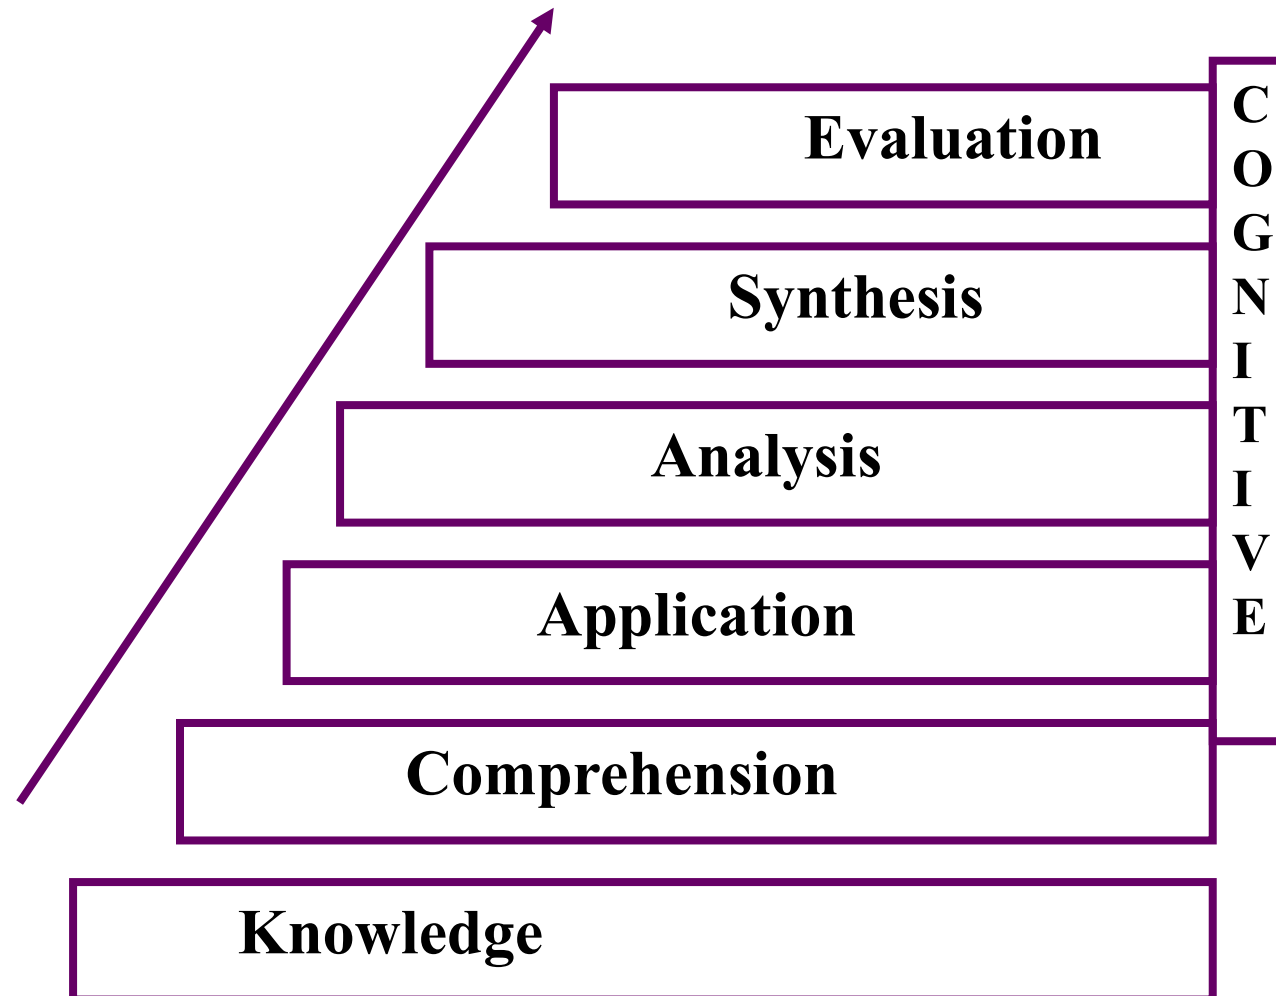 Evaluation
Synthesis
Analysis
Application
Comprehension
Knowledge
C
O
G
N
I
T
I
V
E